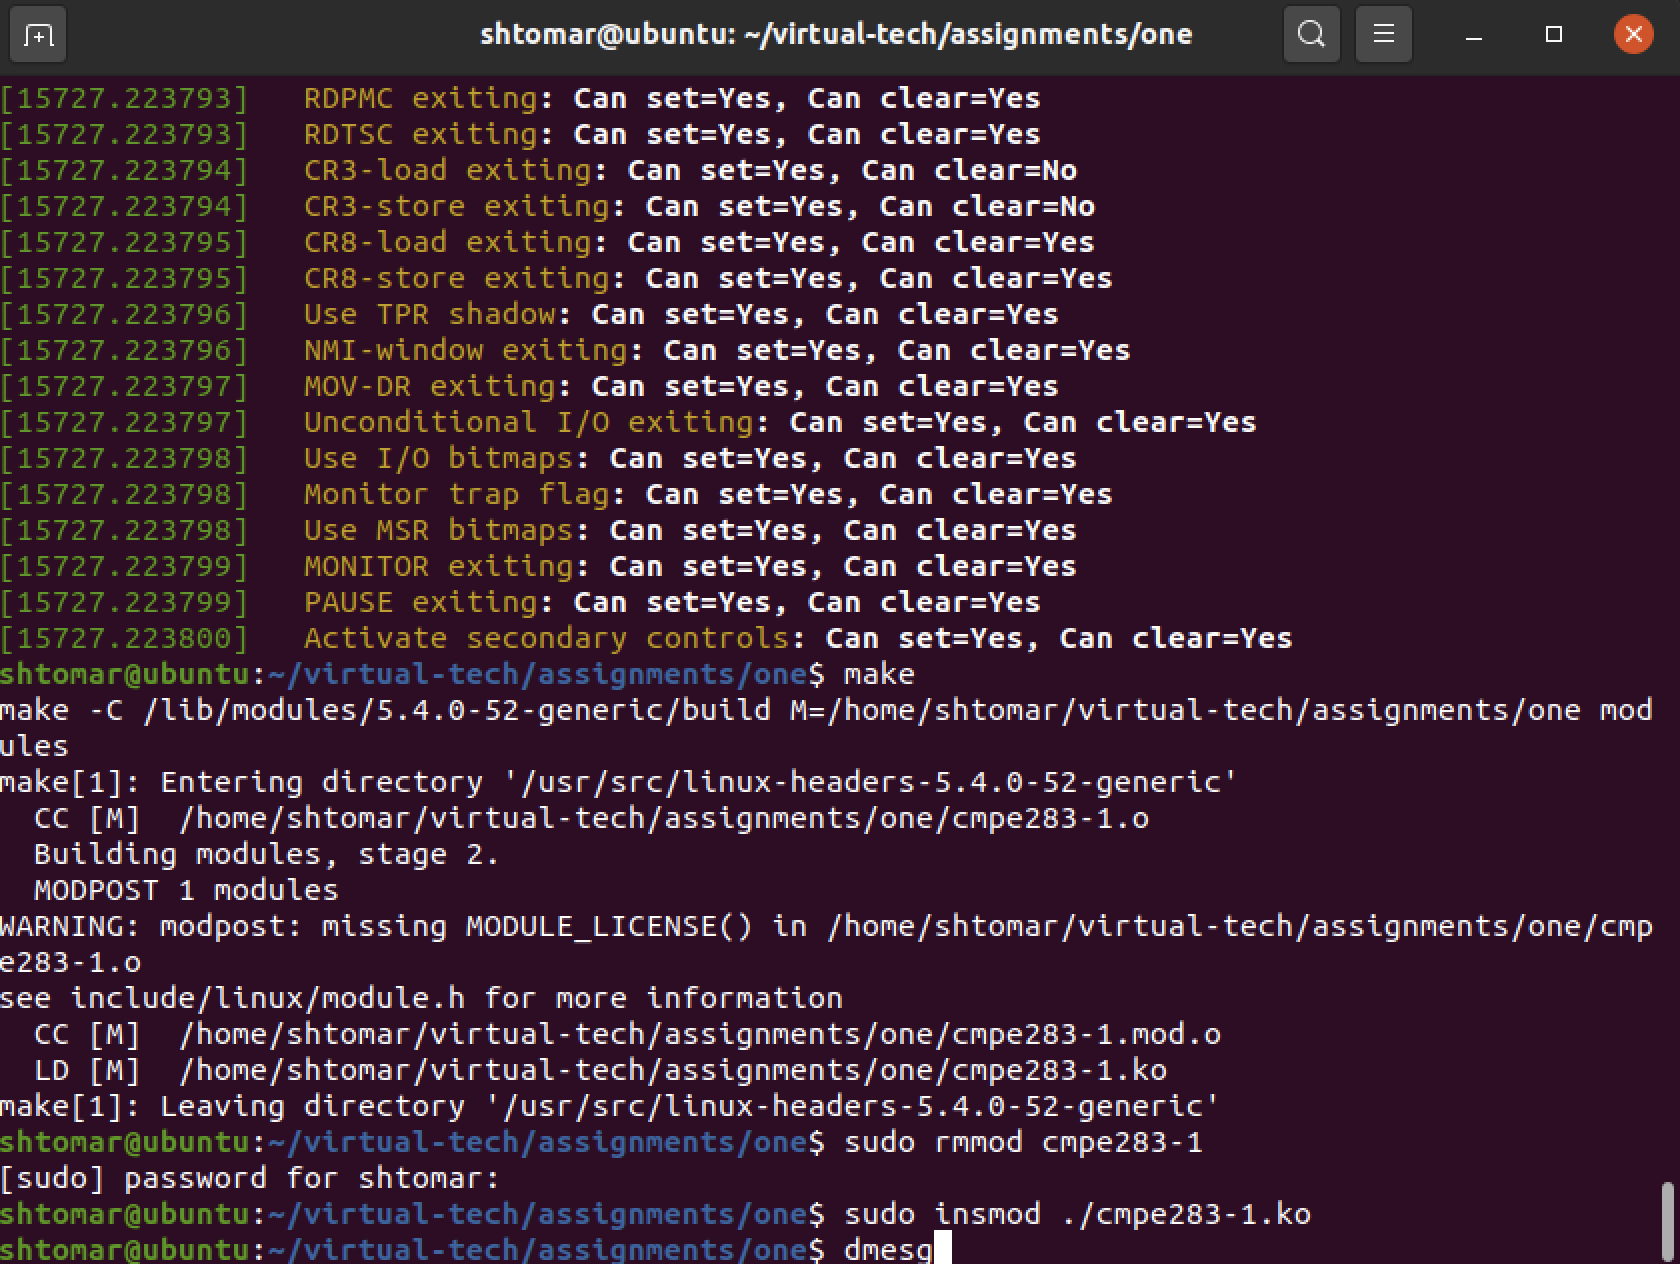 shtomar@ubuntu: ~/virtual-tech/assignments/one
[15727.223793]   RDPMC exiting: Can set=Yes, Can clear=Yes
[15727.223793]   RDTSC exiting: Can set=Yes, Can clear=Yes
[15727.223794]   CR3-load exiting: Can set=Yes, Can clear=No
[15727.223794]   CR3-store exiting: Can set=Yes, Can clear=No
[15727.223795]   CR8-load exiting: Can set=Yes, Can clear=Yes
[15727.223795]   CR8-store exiting: Can set=Yes, Can clear=Yes
[15727.223796]   Use TPR shadow: Can set=Yes, Can clear=Yes
[15727.223796]   NMI-window exiting: Can set=Yes, Can clear=Yes
[15727.223797]   MOV-DR exiting: Can set=Yes, Can clear=Yes
[15727.223797]   Unconditional I/O exiting: Can set=Yes, Can clear=Yes
[15727.223798]   Use I/O bitmaps: Can set=Yes, Can clear=Yes
[15727.223798]   Monitor trap flag: Can set=Yes, Can clear=Yes
[15727.223798]   Use MSR bitmaps: Can set=Yes, Can clear=Yes
[15727.223799]   MONITOR exiting: Can set=Yes, Can clear=Yes
[15727.223799]   PAUSE exiting: Can set=Yes, Can clear=Yes
[15727.223800]   Activate secondary controls: Can set=Yes, Can clear=Yes
shtomar@ubuntu:~/virtual-tech/assignments/one$ make
make -C /lib/modules/5.4.0-52-generic/build M=/home/shtomar/virtual-tech/assignments/one mod
ules
make[1]: Entering directory '/usr/src/linux-headers-5.4.0-52-generic'
  CC [M]  /home/shtomar/virtual-tech/assignments/one/cmpe283-1.o
  Building modules, stage 2.
  MODPOST 1 modules
WARNING: modpost: missing MODULE_LICENSE() in /home/shtomar/virtual-tech/assignments/one/cmp
e283-1.o
see include/linux/module.h for more information
  CC [M]  /home/shtomar/virtual-tech/assignments/one/cmpe283-1.mod.o
  LD [M]  /home/shtomar/virtual-tech/assignments/one/cmpe283-1.ko
make[1]: Leaving directory '/usr/src/linux-headers-5.4.0-52-generic'
shtomar@ubuntu:~/virtual-tech/assignments/one$ sudo rmmod cmpe283-1
[sudo] password for shtomar:
shtomar@ubuntu:~/virtual-tech/assignments/one$ sudo insmod ./cmpe283-1.ko
shtomar@ubuntu:~/virtual-tech/assignments/one$ dmesg